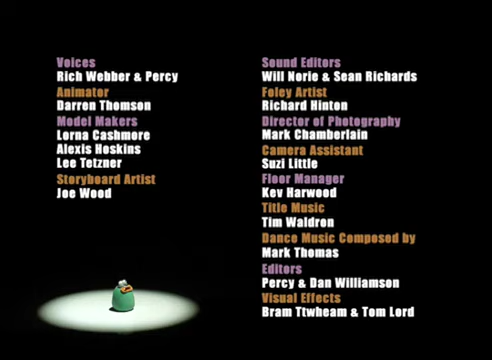 Voices
Rich Webber & Percy
Animator
Darren Thomson
Model Makers
Lorna Cashmore
Alexis Hoskins
Lee Tetzner
Storyboard Artist
Joe Wood
Sound Editors
Will Norie & Sean Richards
Foley Artist
Richard Hinton
Director of Photography
Mark Chamberlain
Camera Assistant
Suzi Little
Floor Manager
Kev Harwood
Title Music
Tim Waldron
Dance Music Composed by
Mark Thomas
Editors
Percy & Dan Williamson
Visual Effects
Bram Ttwheam & Tom Lord